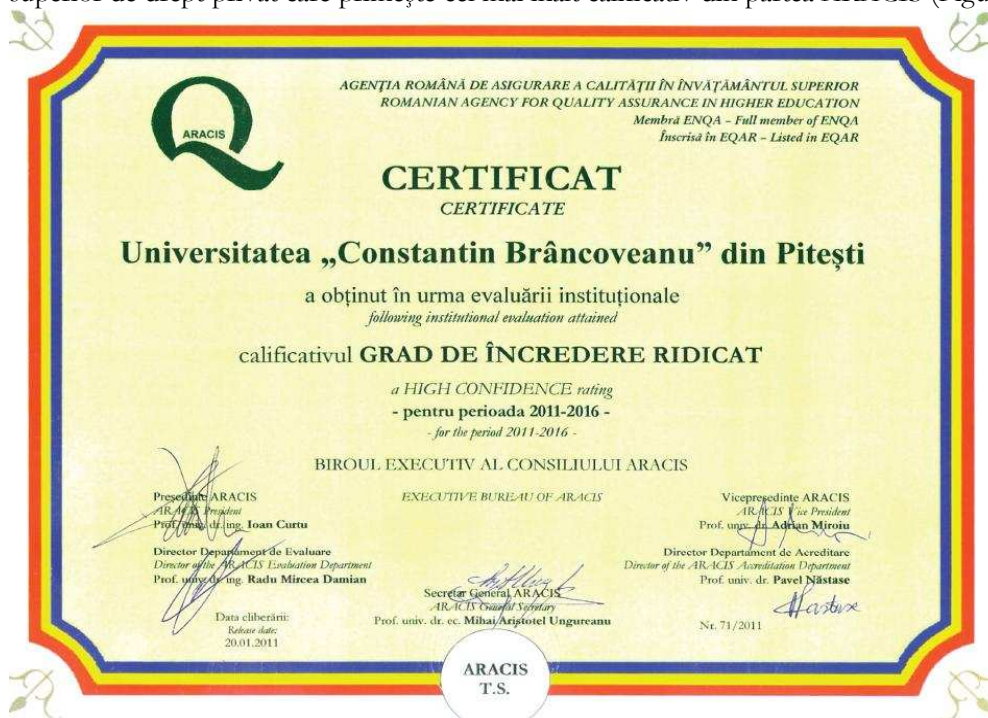 superior de drept privat care primește cel mai înalt calificativ din partea ARACIS (Figu
ARACIS
AGENȚIA ROMÂNĂ DE ASIGURARE A CALITĂȚII ÎN ÎNVĂȚĂMÂNTUL SUPERIOR
ROMANIAN AGENCY FOR QUALITY ASSURANCE IN HIGHER EDUCATION
Membră ENQA – Full member of ENQA
Înscrisă în EQAR – Listed in EQAR
CERTIFICAT
CERTIFICATE
Universitatea „Constantin Brâncoveanu” din Pitești
a obținut în urma evaluării instituționale
following institutional evaluation attained
calificativul GRAD DE ÎNCREDERE RIDICAT
a HIGH CONFIDENCE rating
- pentru perioada 2011-2016 -
- for the period 2011-2016 -
BIROUL EXECUTIV AL CONSILIULUI ARACIS
EXECUTIVE BUREAU OF ARACIS
Președinte ARACIS
ARACIS President
Prof. univ. dr. ing. Ioan Curtu
Vicepreședinte ARACIS
ARACIS Vice President
Prof. univ. dr. Adrian Miroiu
Director Departament de Evaluare
Director of the ARACIS Evaluation Department
Prof. univ. dr. ing. Radu Mircea Damian
Director Departament de Acreditare
Director of the ARACIS Accreditation Department
Prof. univ. dr. Pavel Năstase
Secretar General ARACIS
ARACIS General Secretary
Prof. univ. dr. ec. Mihai Aristotel Ungureanu
Data eliberării:
Release date:
20.01.2011
Nr. 71/2011
ARACIS
T.S.